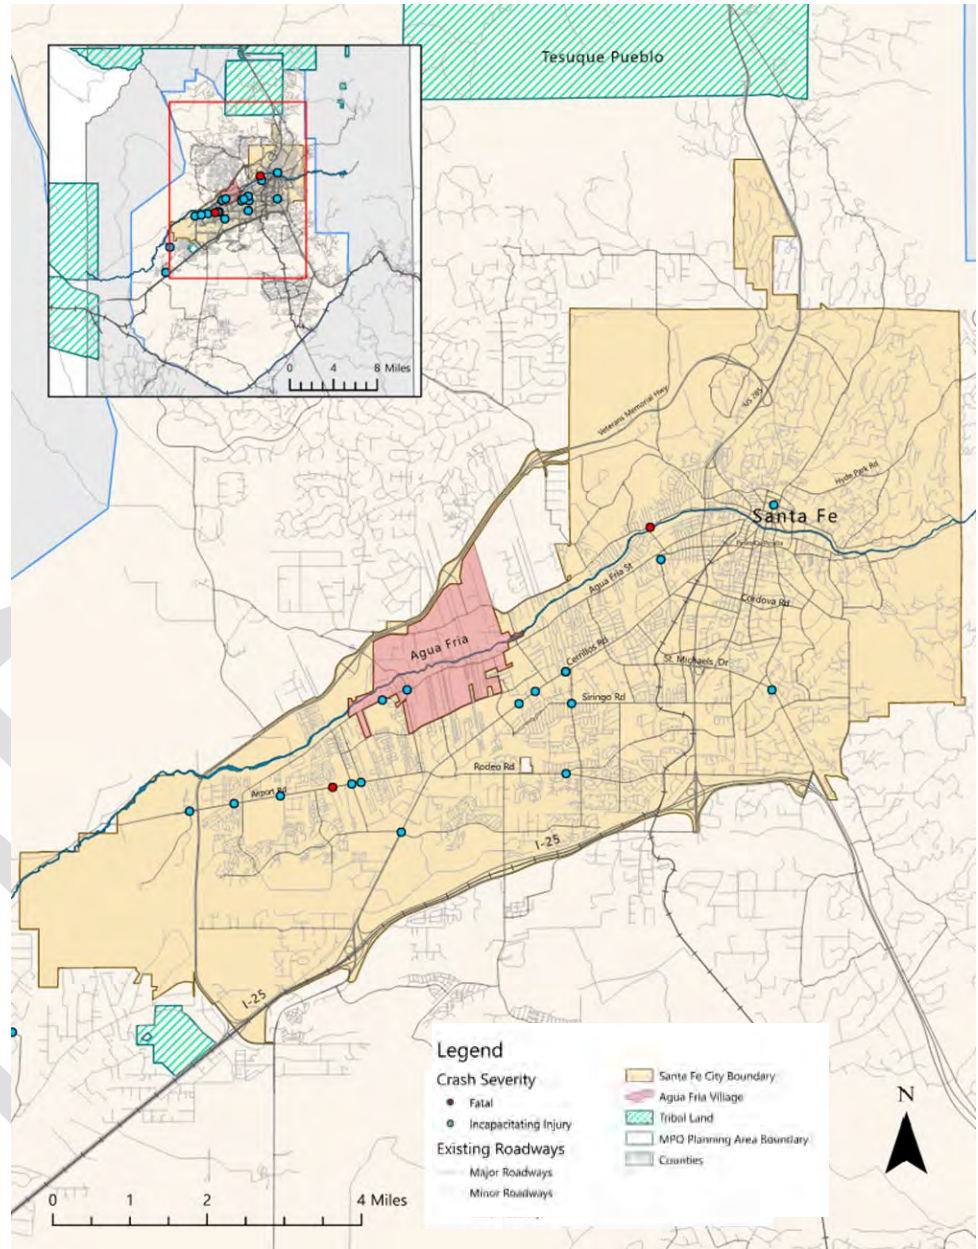 Tesuque Pueblo
0 4 8 Miles
Veterans Memorial Hwy
US 285
Hyde Park Rd
Santa Fe
Agua Fria St
Cordova Rd
Agua Fria
Cerrillos Rd
St. Michaels Dr
Siringo Rd
Rodeo Rd
Airport Rd
I-25
I-25
Legend
Crash Severity
Fatal
Incapacitating Injury
Existing Roadways
Major Roadways
Minor Roadways
Santa Fe City Boundary
Agua Fria Village
Tribal Land
MPO Planning Area Boundary
Counties
N
0 2 4 Miles